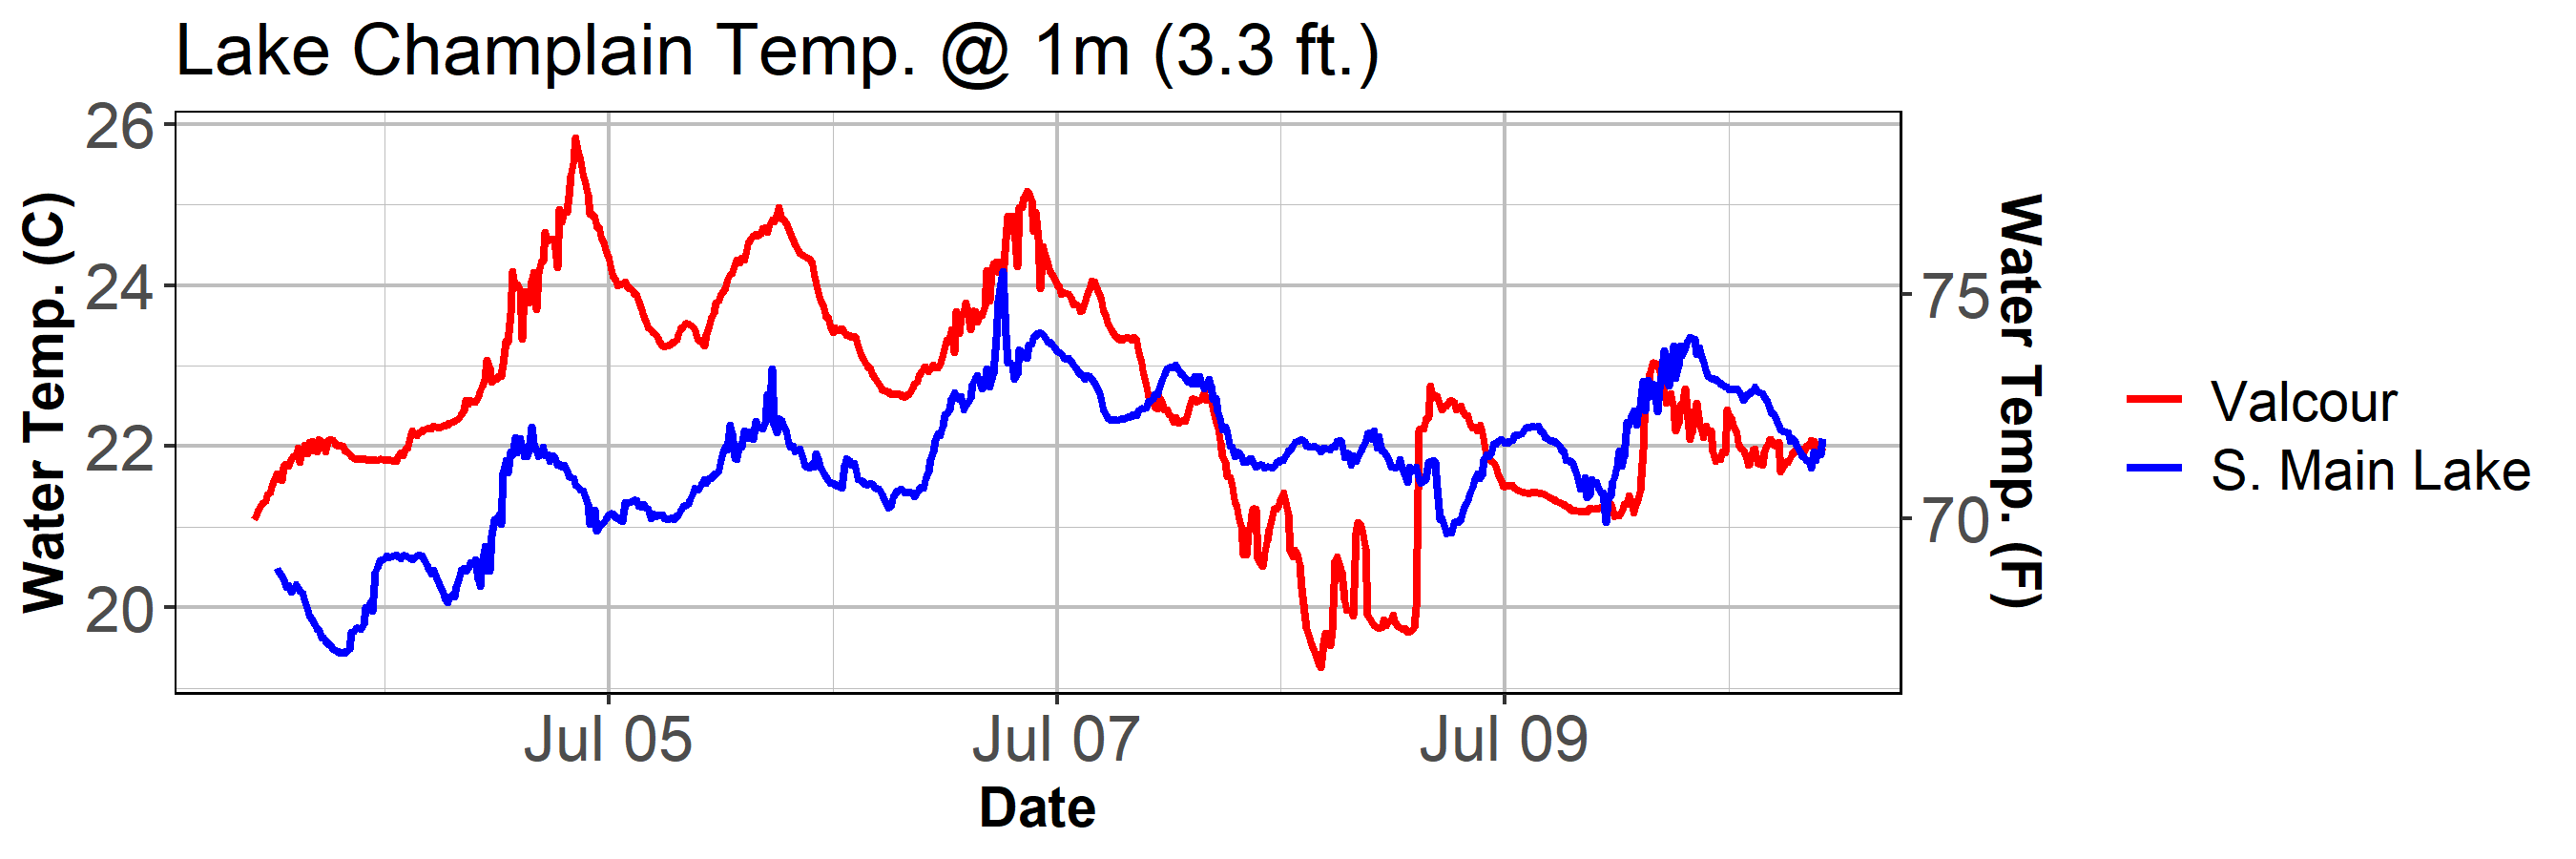 Lake Champlain Temp. @ 1m (3.3 ft.)
Water Temp. (C)
26
24
22
20
75
70
Water Temp. (F)
Jul 05
Jul 07
Jul 09
Date
Valcour
S. Main Lake